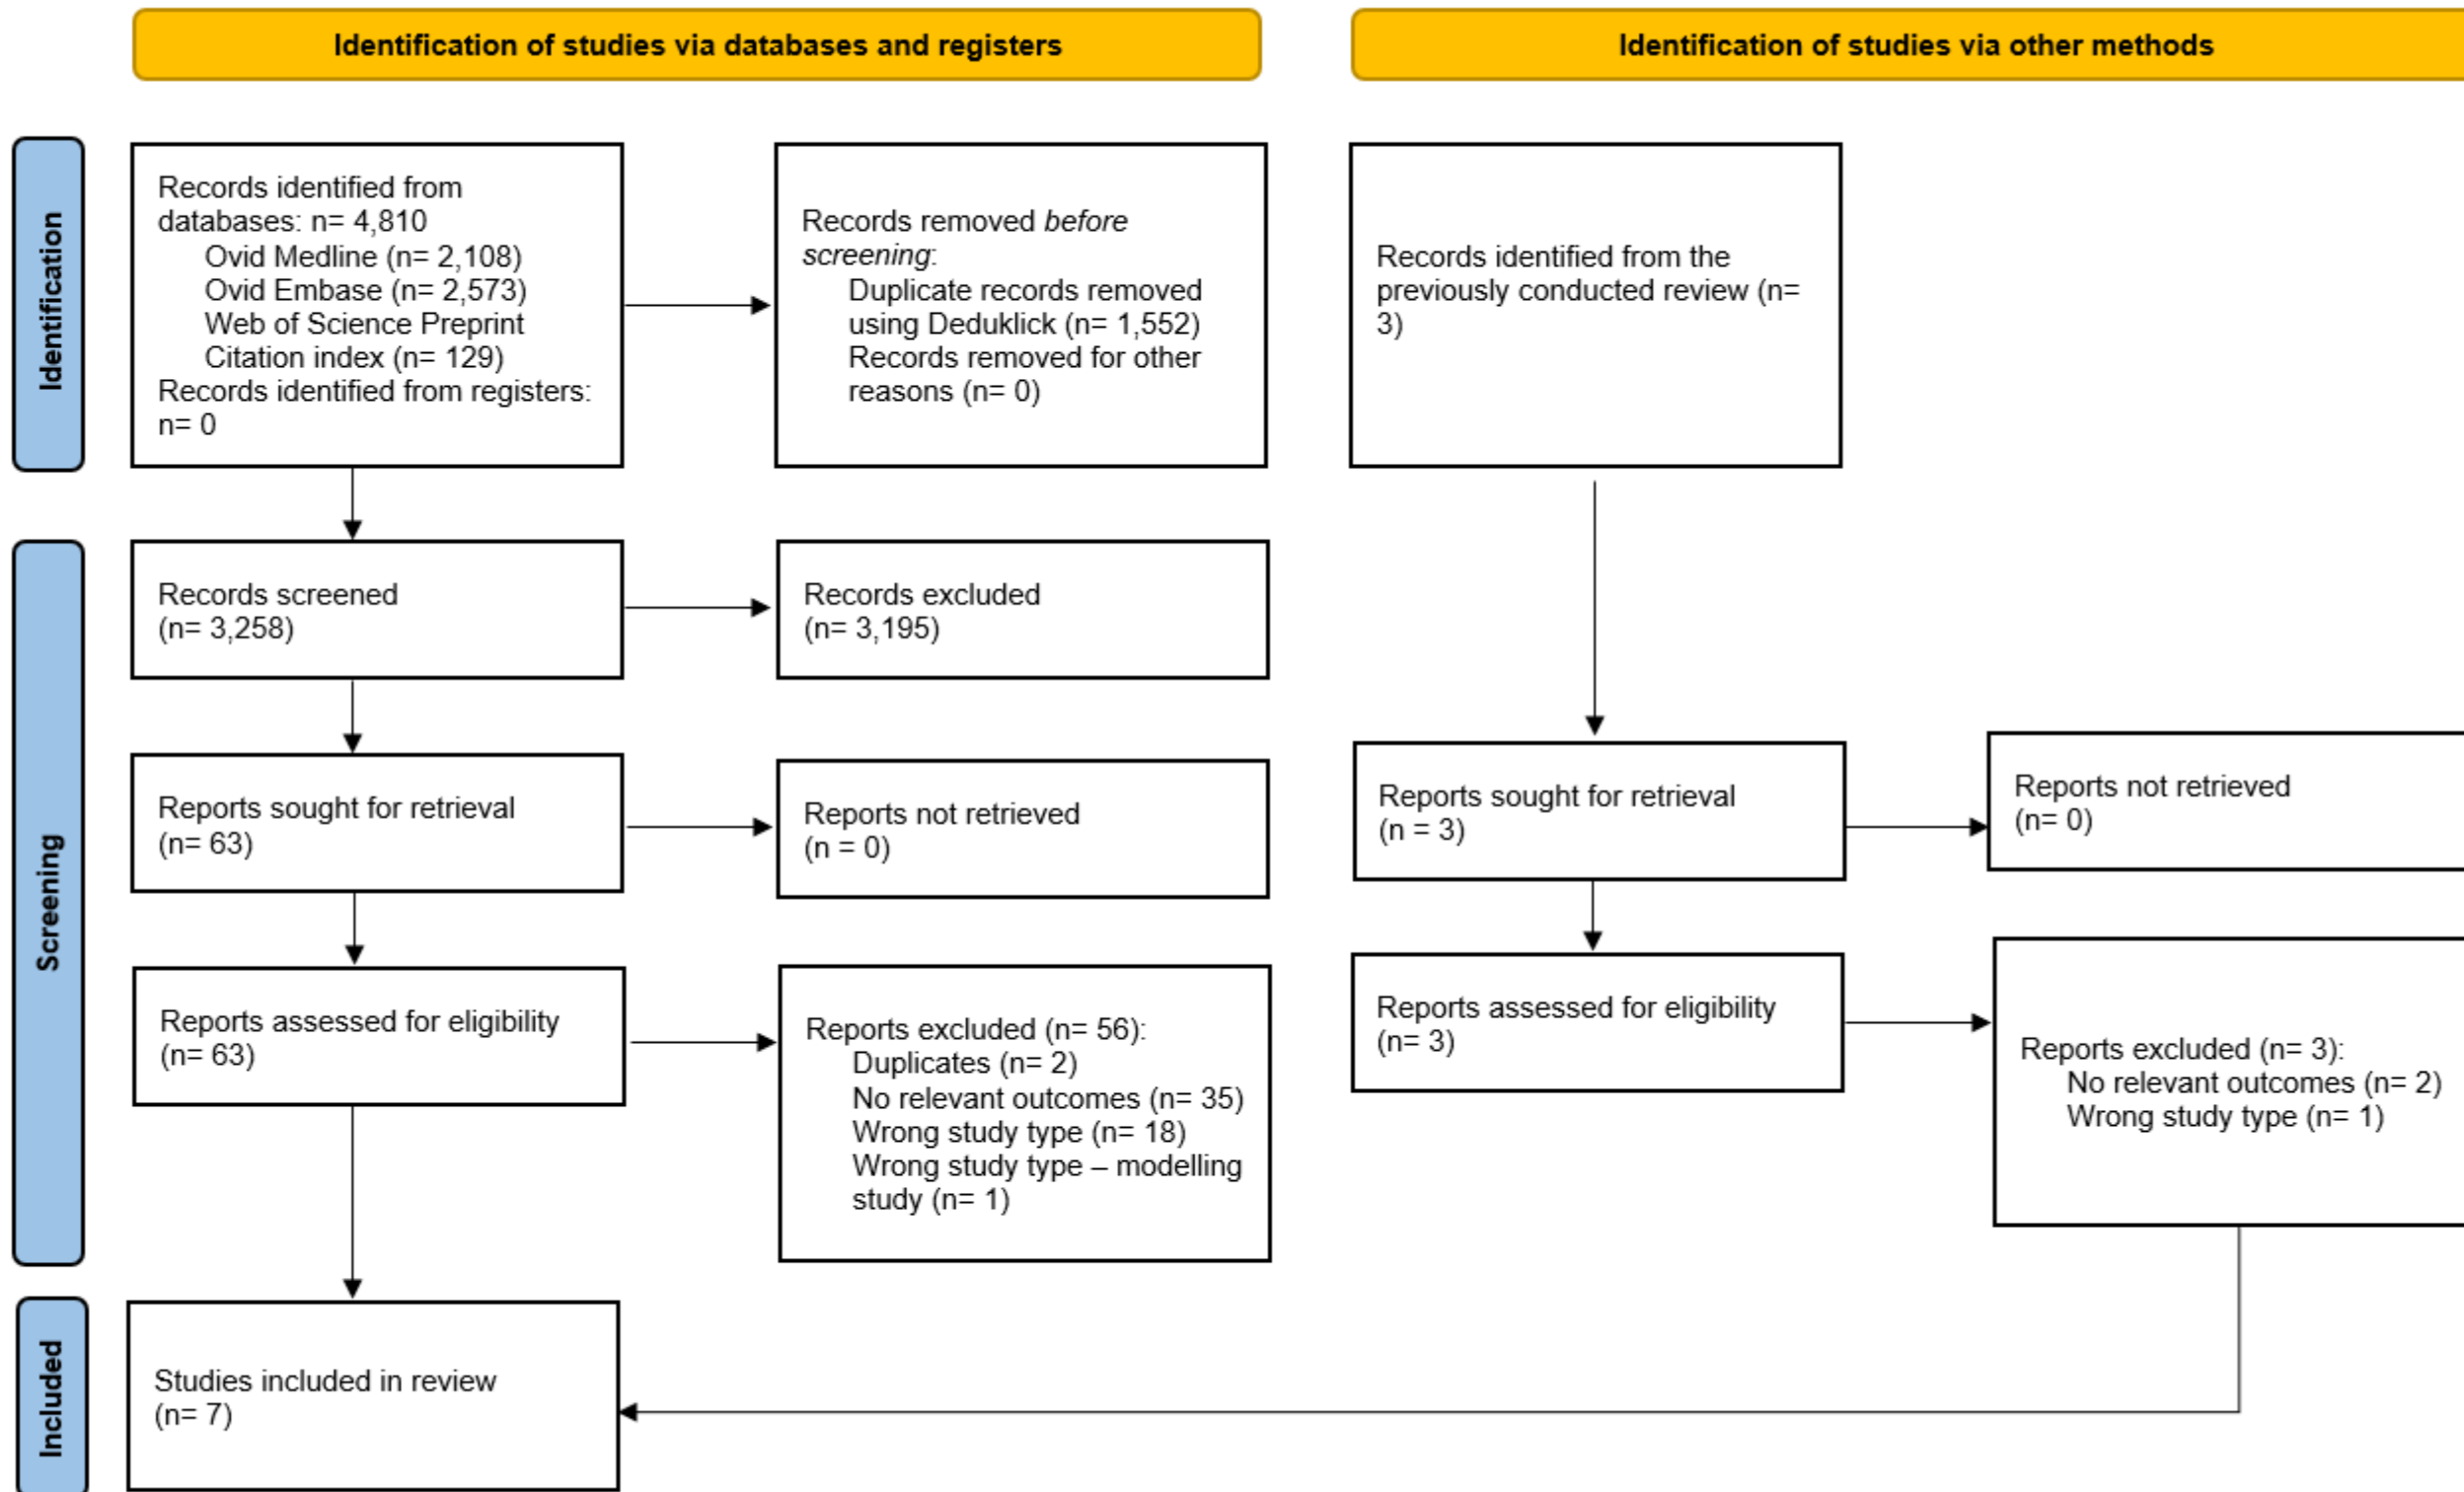 Identification of studies via databases and registers
Identification of studies via other methods
Identification
Records identified from
databases: n= 4,810
Ovid Medline (n= 2,108)
Ovid Embase (n= 2,573)
Web of Science Preprint
Citation index (n= 129)
Records identified from registers:
n= 0
Records removed before
screening:
Duplicate records removed
using Deduklick (n= 1,552)
Records removed for other
reasons (n= 0)
Records identified from the
previously conducted review (n=
3)
Screening
Records screened
(n= 3,258)
Records excluded
(n= 3,195)
Reports sought for retrieval
(n= 63)
Reports not retrieved
(n = 0)
Reports sought for retrieval
(n = 3)
Reports not retrieved
(n= 0)
Reports assessed for eligibility
(n= 63)
Reports excluded (n= 56):
Duplicates (n= 2)
No relevant outcomes (n= 35)
Wrong study type (n= 18)
Wrong study type – modelling
study (n= 1)
Reports assessed for eligibility
(n= 3)
Reports excluded (n= 3):
No relevant outcomes (n= 2)
Wrong study type (n= 1)
Included
Studies included in review
(n= 7)